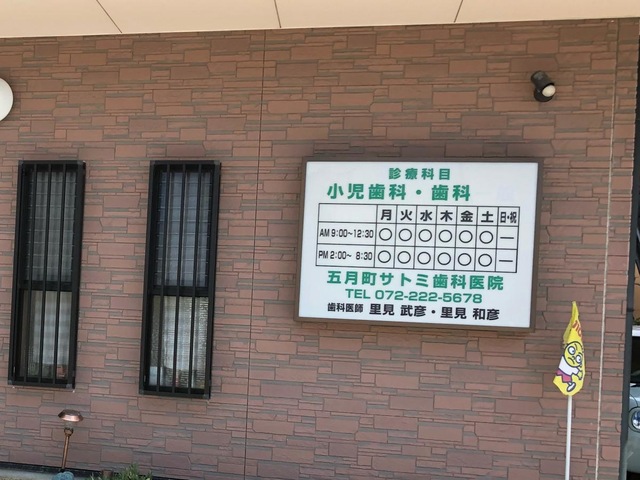 診療科目
小児歯科・歯科
月 火 水 木 金 土 日・祝
AM 9:00~12:30 ○ ○ ○ ○ ○ ○ —
PM 2:00~ 8:30 ○ ○ ○ ○ ○ ○ —
五月町サトミ歯科医院
TEL 072-222-5678
歯科医師 里見 武彦・里見 和彦